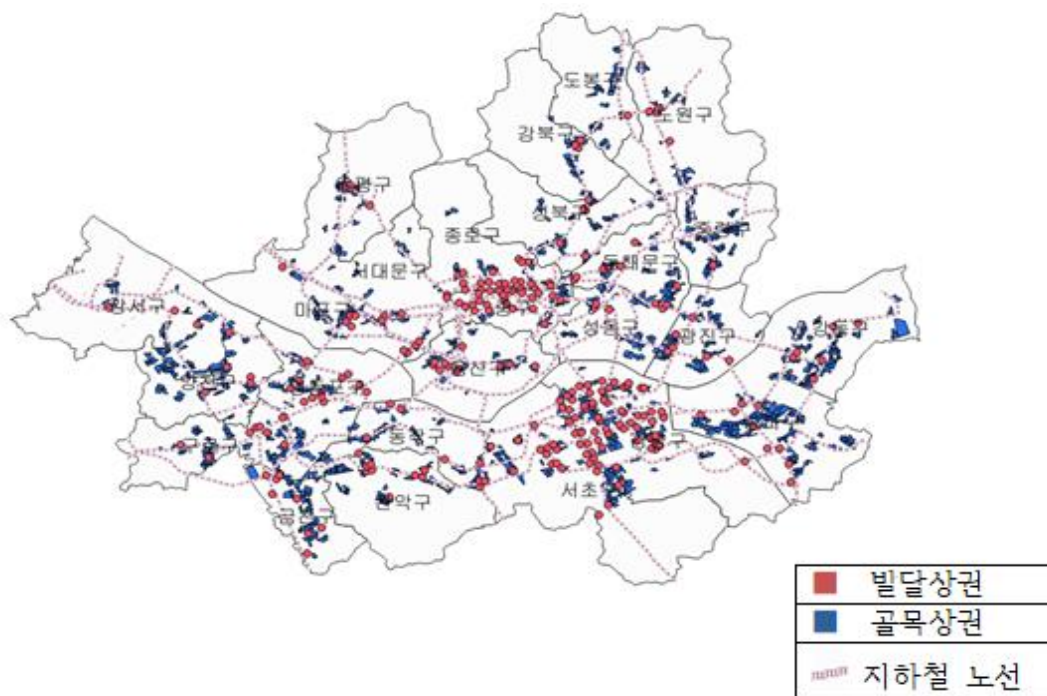 도봉구
노원구
강북구
성북구
종로구
서대문구
동대문구
강서구
마포구
성동구
광진구
강동구
용산구
동작구
서초구
관악구
빌달상권
골목상권
지하철 노선